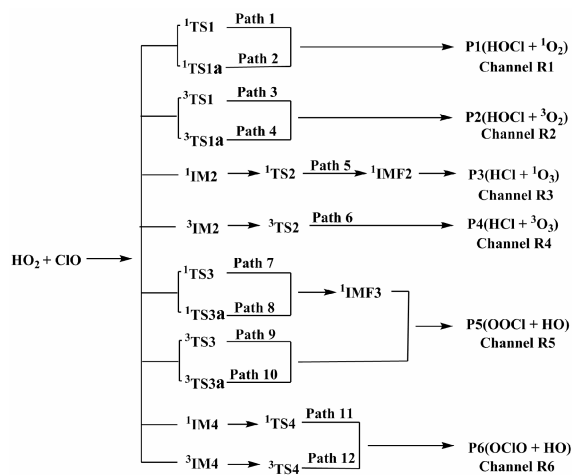 ¹TS1 Path 1
¹TS1a Path 2
P1(HOCl + ¹O₂)
Channel R1
³TS1 Path 3
³TS1a Path 4
P2(HOCl + ³O₂)
Channel R2
¹IM2 ¹TS2 Path 5 ¹IMF2 P3(HCl + ¹O₃)
Channel R3
³IM2 ³TS2 Path 6 P4(HCl + ³O₃)
Channel R4
HO₂ + ClO
¹TS3 Path 7
¹TS3a Path 8
¹IMF3
³TS3 Path 9
³TS3a Path 10
P5(OOCl + HO)
Channel R5
¹IM4 ¹TS4 Path 11
³IM4 ³TS4 Path 12
P6(OClO + HO)
Channel R6